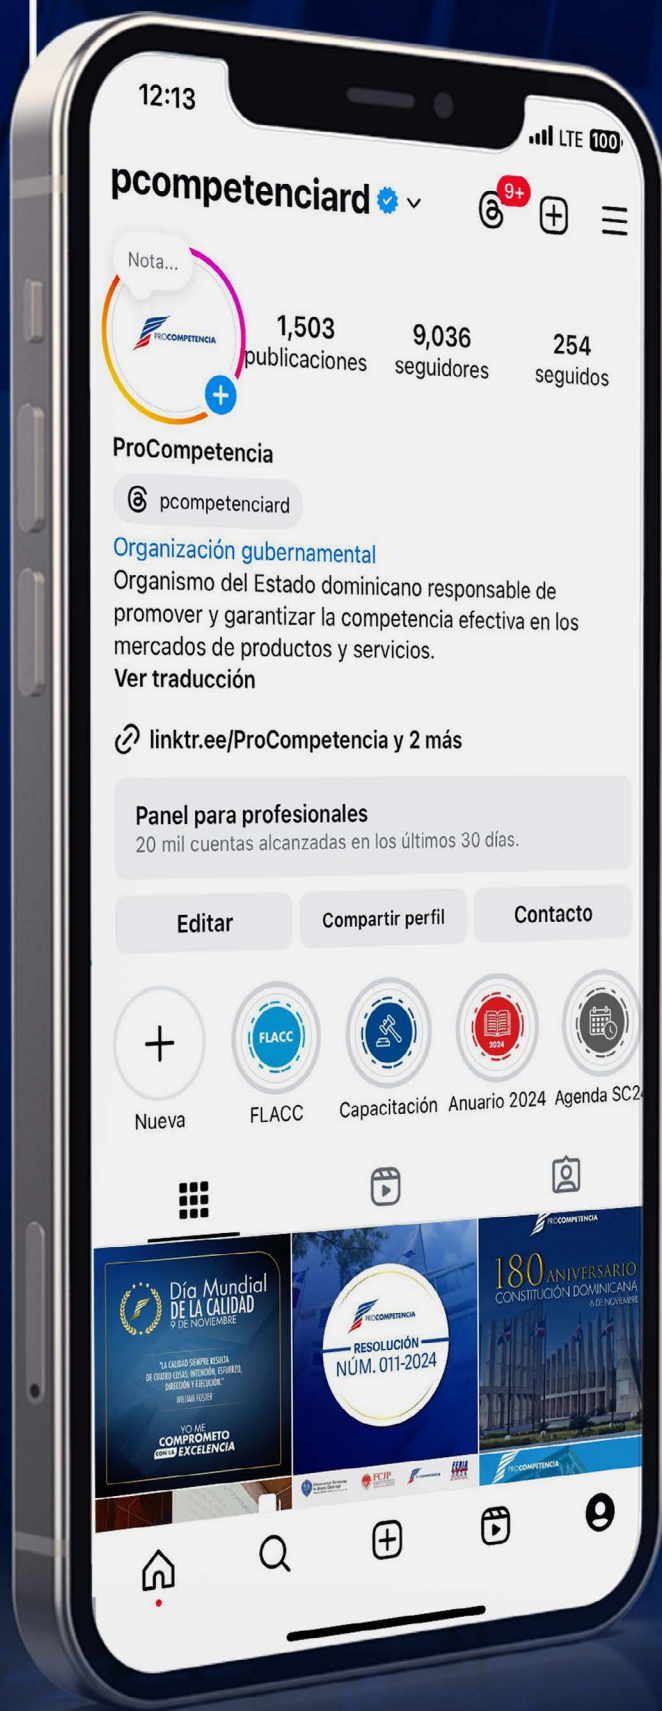 12:13
LTE 100
pcompetenciard
9+
Nota...
PROCOMPETENCIA
1,503
publicaciones
9,036
seguidores
254
seguidos
ProCompetencia
pcompetenciard
Organización gubernamental
Organismo del Estado dominicano responsable de
promover y garantizar la competencia efectiva en los
mercados de productos y servicios.
Ver traducción
linktr.ee/ProCompetencia y 2 más
Panel para profesionales
20 mil cuentas alcanzadas en los últimos 30 días.
Editar
Compartir perfil
Contacto
FLACC
2024
Nueva
FLACC
Capacitación
Anuario 2024
Agenda SC24
Día Mundial
DE LA CALIDAD
9 DE NOVIEMBRE
"LA CALIDAD SIEMPRE RESULTA
DE CUATRO COSAS: INTENCIÓN, ESFUERZO,
DIRECCIÓN Y EJECUCIÓN."
WILLIAM FOSTER
YO ME
COMPROMETO
CON LA EXCELENCIA
PROCOMPETENCIA
RESOLUCIÓN
NÚM. 011-2024
FCJP
PROCOMPETENCIA
180 ANIVERSARIO
CONSTITUCIÓN DOMINICANA
6 DE NOVIEMBRE
PROCOMPETENCIA